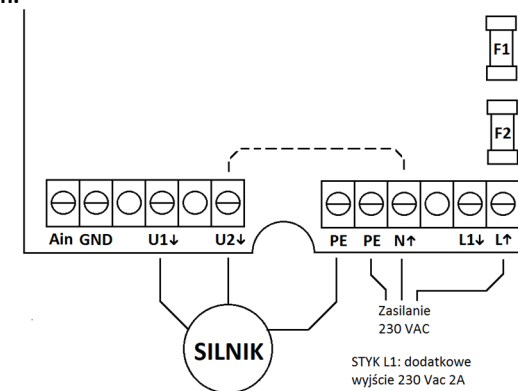 F1
F2
Ain GND U1↓ U2↓ PE PE N↑ L1↓ L↑
Zasilanie
230 VAC
SILNIK
STYK L1: dodatkowe
wyjście 230 Vac 2A